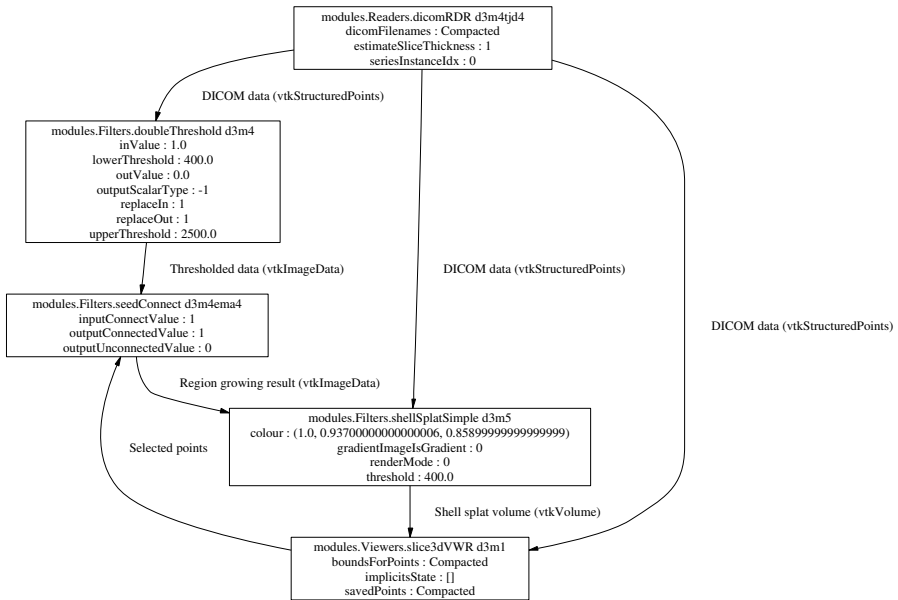 modules.Readers.dicomRDR d3m4tjd4
dicomFilenames : Compacted
estimateSliceThickness : 1
seriesInstanceIdx : 0
DICOM data (vtkStructuredPoints)
modules.Filters.doubleThreshold d3m4
inValue : 1.0
lowerThreshold : 400.0
outValue : 0.0
outputScalarType : -1
replaceIn : 1
replaceOut : 1
upperThreshold : 2500.0
Thresholded data (vtkImageData)
DICOM data (vtkStructuredPoints)
modules.Filters.seedConnect d3m4ema4
inputConnectValue : 1
outputConnectedValue : 1
outputUnconnectedValue : 0
DICOM data (vtkStructuredPoints)
Region growing result (vtkImageData)
modules.Filters.shellSplatSimple d3m5
colour : (1.0, 0.93700000000000006, 0.85899999999999999)
gradientImageIsGradient : 0
renderMode : 0
threshold : 400.0
Selected points
Shell splat volume (vtkVolume)
modules.Viewers.slice3dVWR d3m1
boundsForPoints : Compacted
implicitsState : []
savedPoints : Compacted